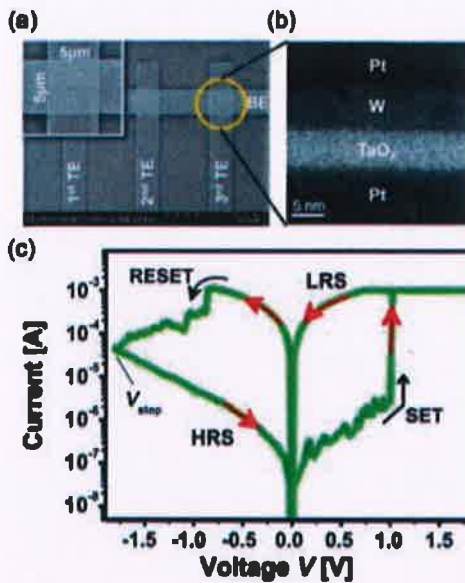 (a)
5μm
5μm
1st TE
2nd TE
3rd TE
BE
(b)
Pt
W
TaOx
Pt
5 nm
(c)
Current [A]
10⁻³
10⁻⁴
10⁻⁵
10⁻⁶
10⁻⁷
10⁻⁸
RESET
LRS
Vstop
HRS
SET
-1.5 -1.0 -0.5 0.0 0.5 1.0 1.5
Voltage V [V]